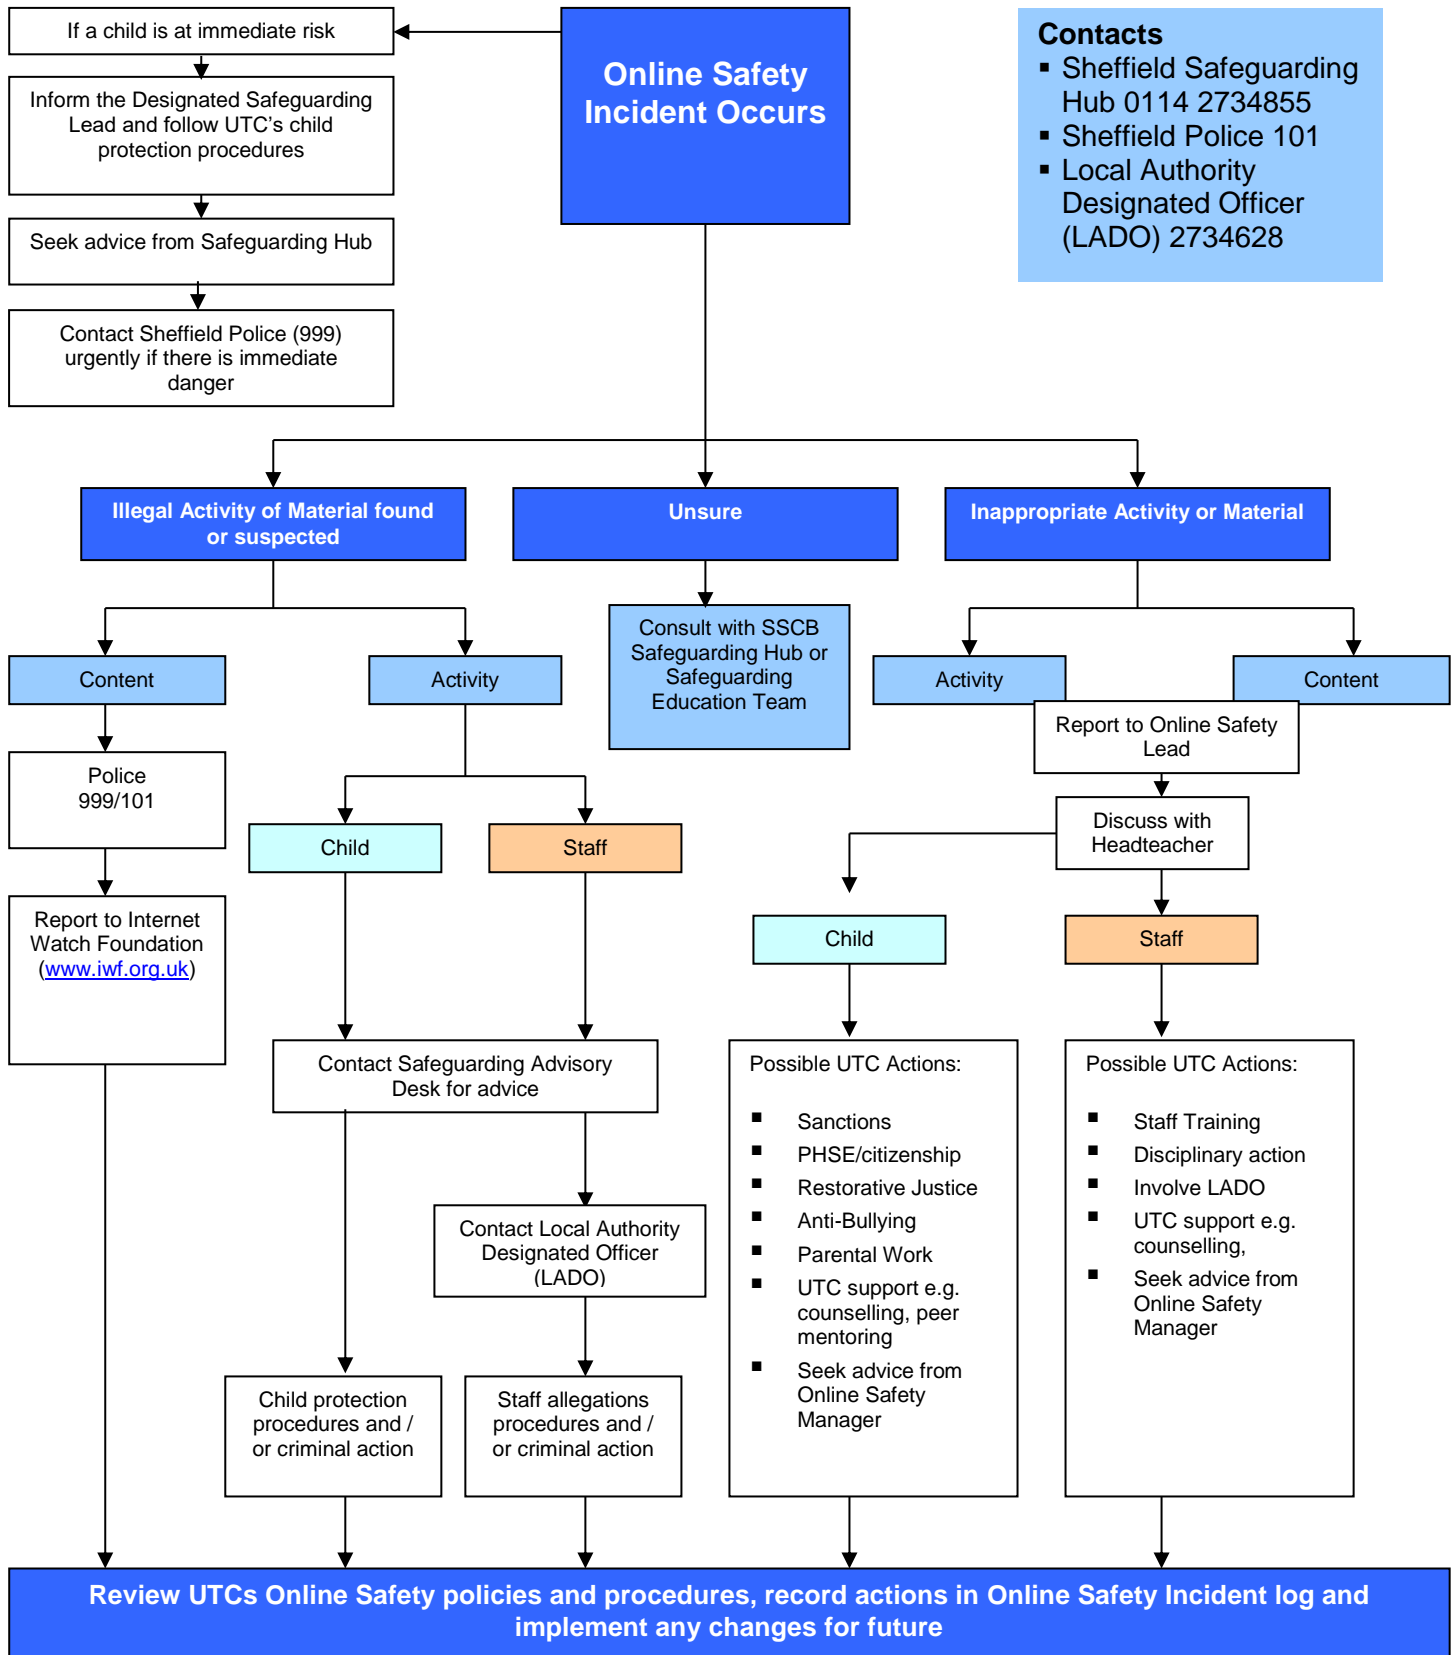 If a child is at immediate risk
Inform the Designated Safeguarding
Lead and follow UTC's child
protection procedures
Seek advice from Safeguarding Hub
Contact Sheffield Police (999)
urgently if there is immediate
danger
Online Safety
Incident Occurs
Contacts
▪ Sheffield Safeguarding
Hub 0114 2734855
▪ Sheffield Police 101
▪ Local Authority
Designated Officer
(LADO) 2734628
Illegal Activity of Material found
or suspected
Unsure
Inappropriate Activity or Material
Content
Activity
Consult with SSCB
Safeguarding Hub or
Safeguarding
Education Team
Activity
Content
Report to Online Safety
Lead
Police
999/101
Discuss with
Headteacher
Child
Staff
Report to Internet
Watch Foundation
(www.iwf.org.uk)
Child
Staff
Contact Safeguarding Advisory
Desk for advice
Contact Local Authority
Designated Officer
(LADO)
Child protection
procedures and /
or criminal action
Staff allegations
procedures and /
or criminal action
Possible UTC Actions:
▪ Sanctions
▪ PHSE/citizenship
▪ Restorative Justice
▪ Anti-Bullying
▪ Parental Work
▪ UTC support e.g.
counselling, peer
mentoring
▪ Seek advice from
Online Safety
Manager
Possible UTC Actions:
▪ Staff Training
▪ Disciplinary action
▪ Involve LADO
▪ UTC support e.g.
counselling,
▪ Seek advice from
Online Safety
Manager
Review UTCs Online Safety policies and procedures, record actions in Online Safety Incident log and
implement any changes for future